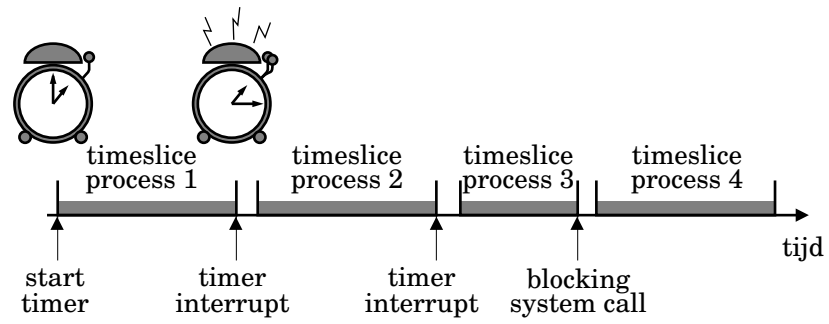 timeslice
process 1
timeslice
process 2
timeslice
process 3
timeslice
process 4
tijd
start
timer
timer
interrupt
timer
interrupt
blocking
system call